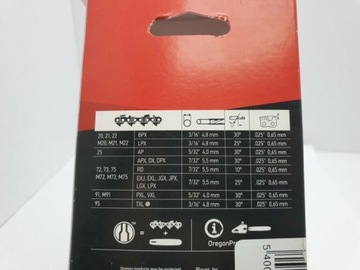 20, 21, 22 BPX 3/16" 4,8 mm 30° .025" 0,65 mm
M20, M21, M22 LPX 3/16" 4,8 mm 25° .025" 0,65 mm
25 AP 5/32" 4,0 mm 30° .025" 0,65 mm
APX, DX, DPX 7/32" 5,5 mm 30° .025" 0,65 mm
72, 73, 75 RD 7/32" 5,5 mm 10° .025" 0,65 mm
M72, M73, M75 EXJ, EXL, JGX, JPX, LGX, LPX 7/32" 5,5 mm 25° .025" 0,65 mm
91, M91 PXL, VXL 5/32" 4,0 mm 30° .025" 0,65 mm
95 TXL 3/16" 4,8 mm 30° .025" 0,65 mm
OregonPro
5400